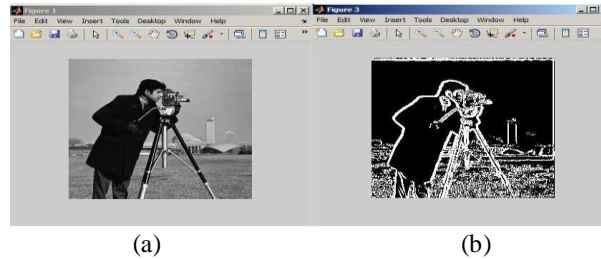 Figure 1
File Edit View Insert Tools Desktop Window Help
Figure 3
File Edit View Insert Tools Desktop Window Help
(a)
(b)